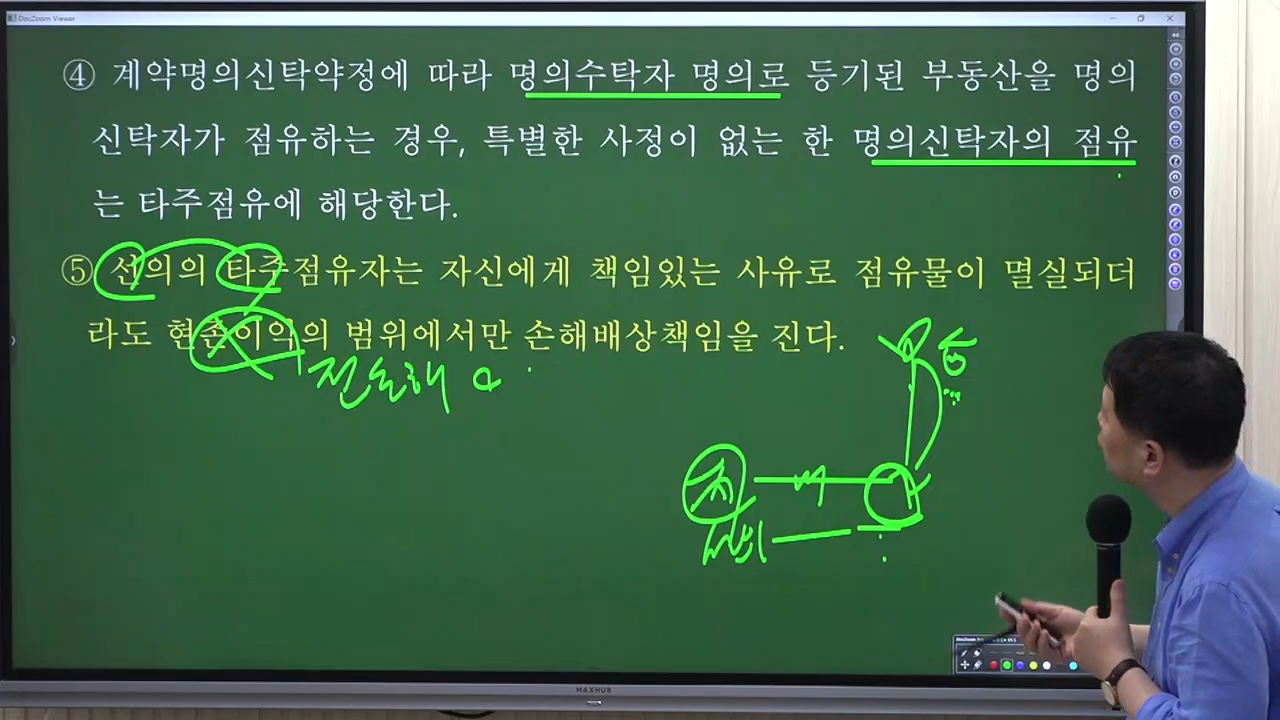 DocZoom Viewer
④ 계약명의신탁약정에 따라 명의수탁자 명의로 등기된 부동산을 명의
신탁자가 점유하는 경우, 특별한 사정이 없는 한 명의신탁자의 점유
는 타주점유에 해당한다.
⑤ 선의의 타주점유자는 자신에게 책임있는 사유로 점유물이 멸실되더
라도 현존이익의 범위에서만 손해배상책임을 진다.
전손해
MAXHUB